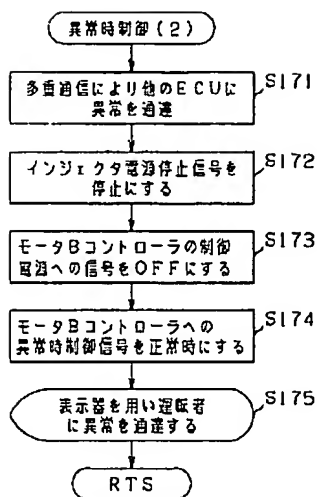 異常時制御(2)
多重通信により他のECUに
異常を通達
S171
インジェクタ電源停止信号を
停止にする
S172
モータBコントローラの制御
電源への信号をOFFにする
S173
モータBコントローラへの
異常時制御信号を正常時にする
S174
表示器を用い運転者
に異常を通達する
S175
RTS